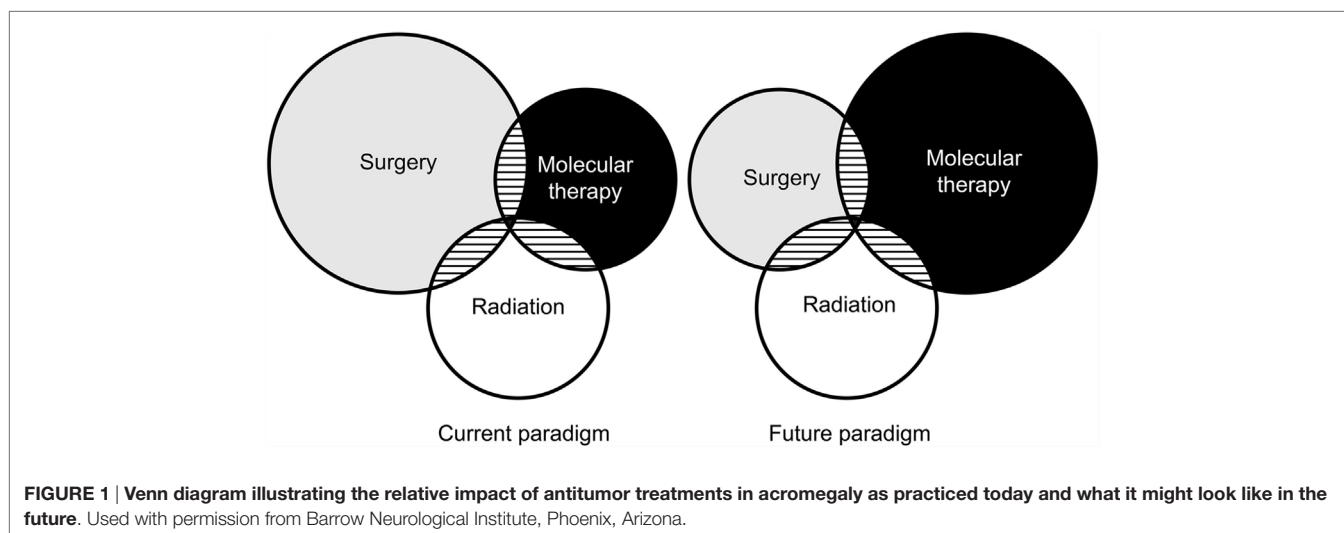 Surgery
Molecular
therapy
Radiation
Current paradigm
Surgery
Molecular
therapy
Radiation
Future paradigm
FIGURE 1 | Venn diagram illustrating the relative impact of antitumor treatments in acromegaly as practiced today and what it might look like in the
future. Used with permission from Barrow Neurological Institute, Phoenix, Arizona.